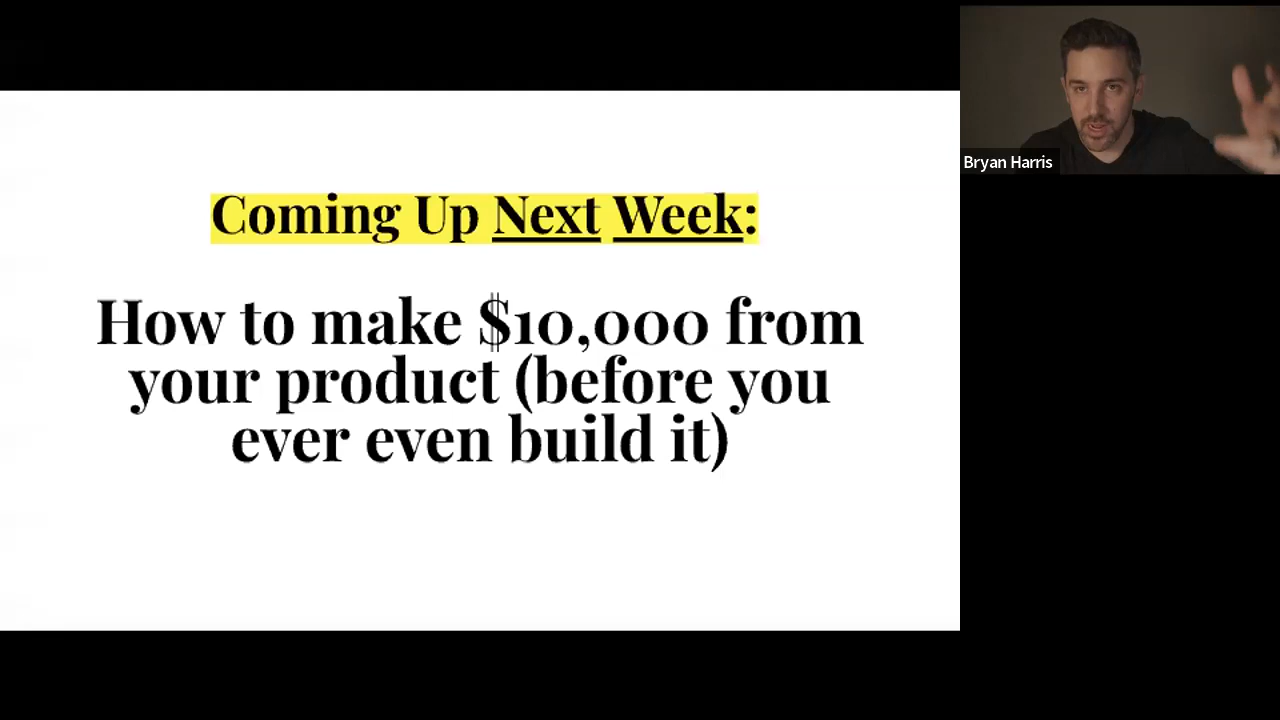 Coming Up Next Week:
How to make $10,000 from
your product (before you
ever even build it)
Bryan Harris